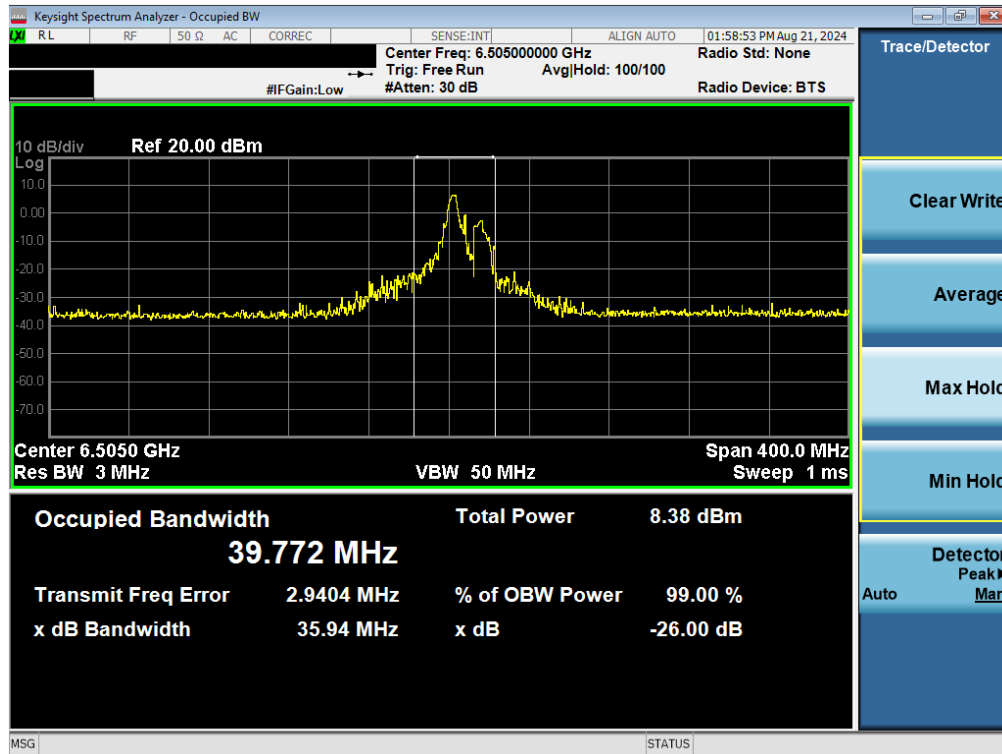 Keysight Spectrum Analyzer - Occupied BW
LXI RL RF 50 Ω AC CORREC SENSE:INT ALIGN AUTO 01:58:53 PM Aug 21, 2024
Center Freq: 6.505000000 GHz Radio Std: None
Trig: Free Run Avg|Hold: 100/100
#IFGain:Low #Atten: 30 dB Radio Device: BTS
Trace/Detector
10 dB/div Ref 20.00 dBm
Log
10.0
0.00
-10.0
-20.0
-30.0
-40.0
-50.0
-60.0
-70.0
Center 6.5050 GHz Span 400.0 MHz
Res BW 3 MHz VBW 50 MHz Sweep 1 ms
Occupied Bandwidth Total Power 8.38 dBm
39.772 MHz
Transmit Freq Error 2.9404 MHz % of OBW Power 99.00 %
x dB Bandwidth 35.94 MHz x dB -26.00 dB
Clear Write
Average
Max Hold
Min Hold
Detector
Peak
Auto Man
MSG STATUS